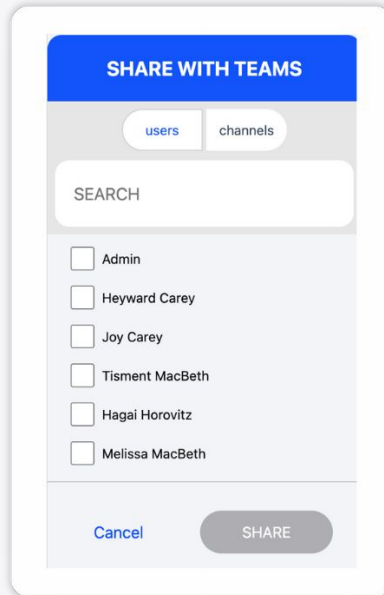 SHARE WITH TEAMS
users channels
SEARCH
Admin
Heyward Carey
Joy Carey
Tisment MacBeth
Hagai Horovitz
Melissa MacBeth
Cancel SHARE